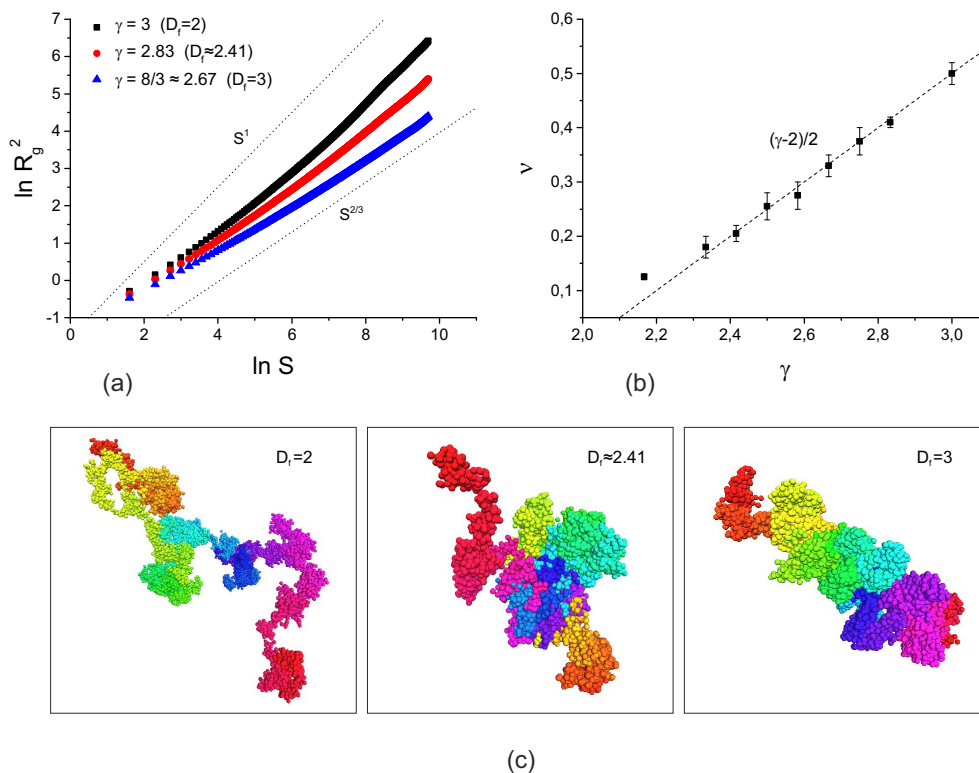 γ = 3 (D_f=2)
γ = 2.83 (D_f≈2.41)
γ = 8/3 ≈ 2.67 (D_f=3)
S^1
S^{2/3}
7
6
5
4
3
2
1
0
-1
ln R_g^2
0 2 4 6 8 10
ln S
(a)
(γ-2)/2
0,5
0,4
0,3
0,2
0,1
ν
2,0 2,2 2,4 2,6 2,8 3,0
γ
(b)
D_f=2
D_f≈2.41
D_f=3
(c)